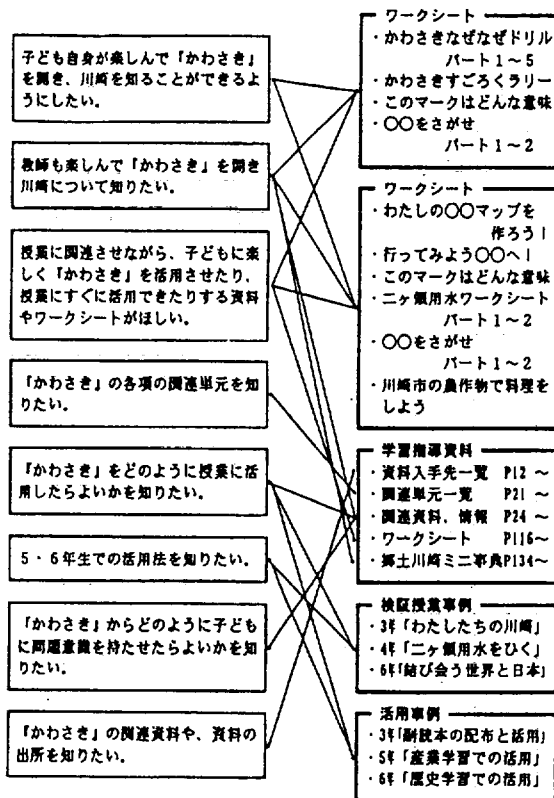 子ども自身が楽しんで『かわさき』
を開き、川崎を知ることができるよ
うにしたい。
教師も楽しんで『かわさき』を開き
川崎について知りたい。
授業に関連させながら、子どもに楽
しく『かわさき』を活用させたり、
授業にすぐに活用できたりする資料
やワークシートがほしい。
『かわさき』の各項の関連単元を知
りたい。
『かわさき』をどのように授業に活
用したらよいかを知りたい。
5・6年生での活用法を知りたい。
『かわさき』からどのように子ども
に問題意識を持たせたらよいかを知
りたい。
『かわさき』の関連資料や、資料の
出所を知りたい。
ワークシート
・かわさきなぜなぜドリル
パート1〜5
・かわさきすごろくラリー
・このマークはどんな意味
・〇〇をさがせ
パート1〜2
ワークシート
・わたしの〇〇マップを
作ろう!
・行ってみよう〇〇へ!
・このマークはどんな意味
・二ヶ領用水ワークシート
パート1〜2
・〇〇をさがせ
パート1〜2
・川崎市の農作物で料理を
しよう
学習指導資料
・資料入手先一覧 P12 〜
・関連単元一覧 P21 〜
・関連資料、情報 P24 〜
・ワークシート P116〜
・郷土川崎ミニ事典P134〜
検証授業事例
・3年「わたしたちの川崎」
・4年「二ヶ領用水をひく」
・6年「結び会う世界と日本」
活用事例
・3年「副読本の配布と活用」
・5年「産業学習での活用」
・6年「歴史学習での活用」